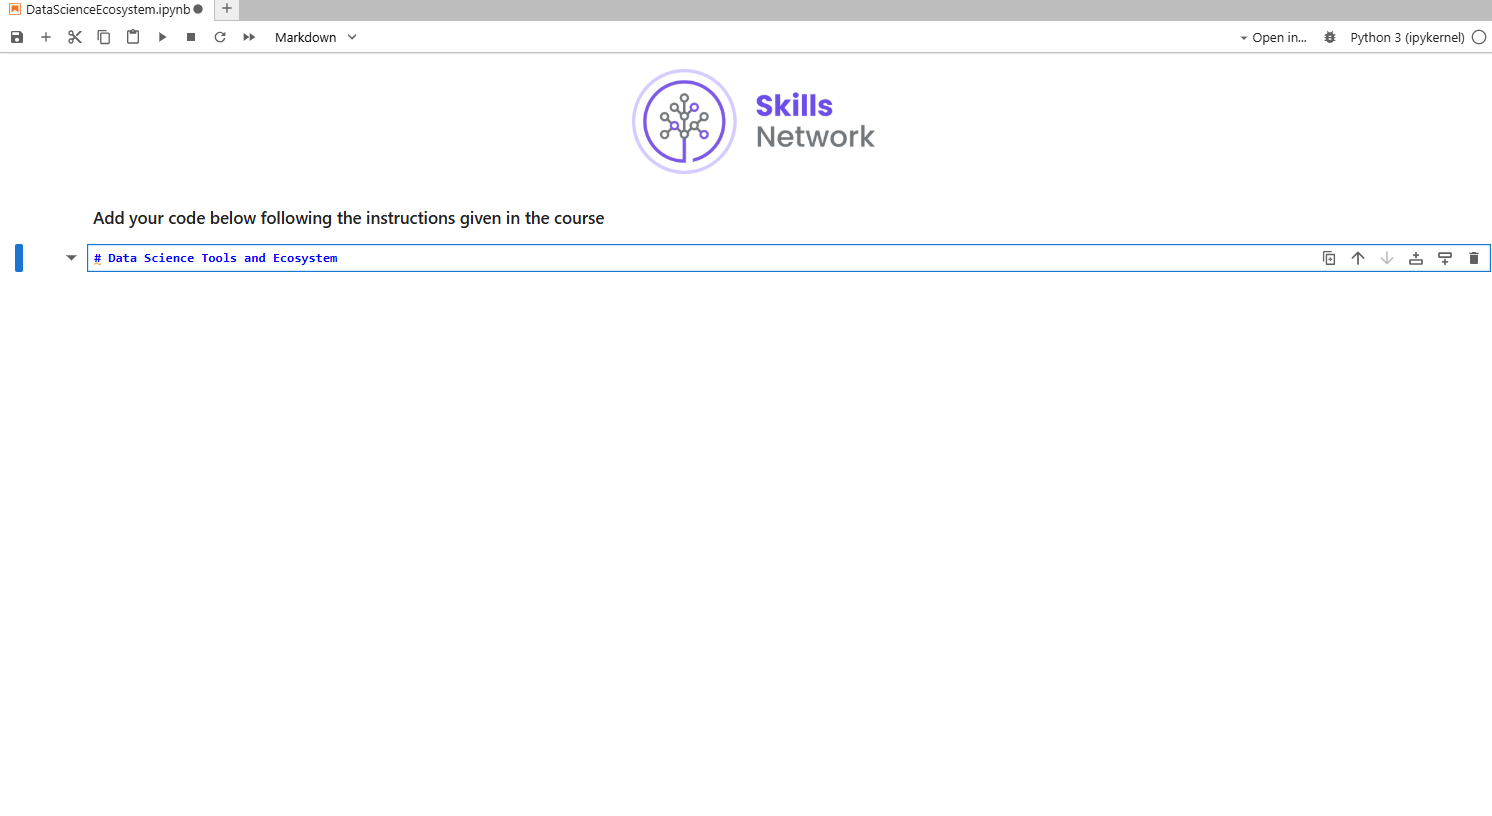 DataScienceEcosystem.ipynb
Markdown
Open in...
Python 3 (ipykernel)
Skills
Network
Add your code below following the instructions given in the course
# Data Science Tools and Ecosystem